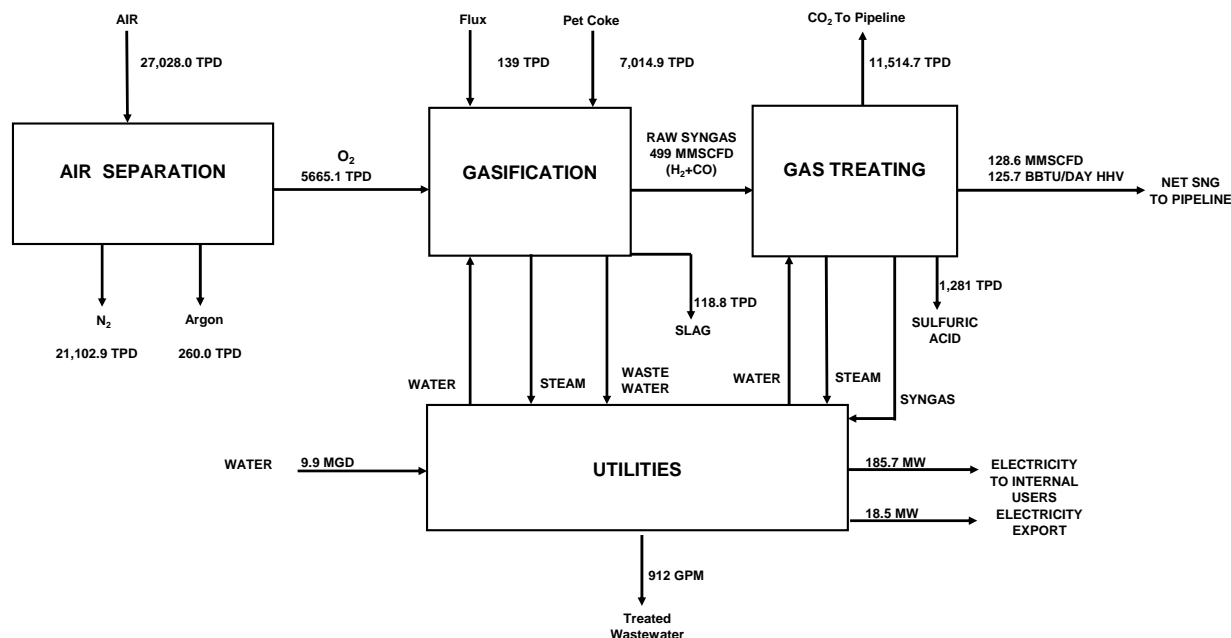 AIR
Flux
Pet Coke
CO2 To Pipeline
27,028.0 TPD
139 TPD
7,014.9 TPD
11,514.7 TPD
AIR SEPARATION
O2
5665.1 TPD
GASIFICATION
RAW SYNGAS
499 MMSCFD
(H2+CO)
GAS TREATING
128.6 MMSCFD
125.7 BBTU/DAY HHV
NET SNG
TO PIPELINE
N2
21,102.9 TPD
Argon
260.0 TPD
118.8 TPD
SLAG
1,281 TPD
SULFURIC
ACID
WATER
STEAM
WASTE
WATER
WATER
STEAM
SYNGAS
WATER
9.9 MGD
UTILITIES
185.7 MW
ELECTRICITY
TO INTERNAL
USERS
18.5 MW
ELECTRICITY
EXPORT
912 GPM
Treated
Wastewater